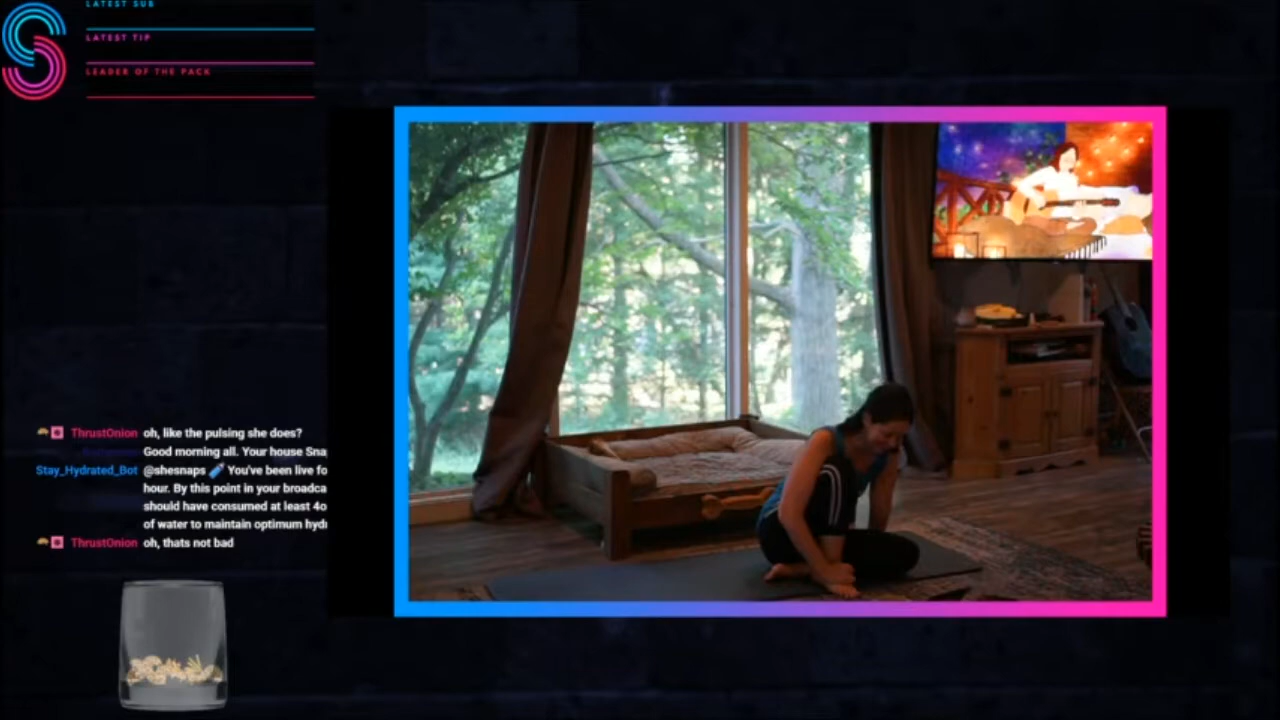 LATEST SUB
LATEST TIP
LEADER OF THE PACK
ThrustOnion oh, like the pulsing she does?
Good morning all. Your house Sna
Stay_Hydrated_Bot @shesnaps You've been live fo
hour. By this point in your broadca
should have consumed at least 4o
of water to maintain optimum hydr
ThrustOnion oh, thats not bad